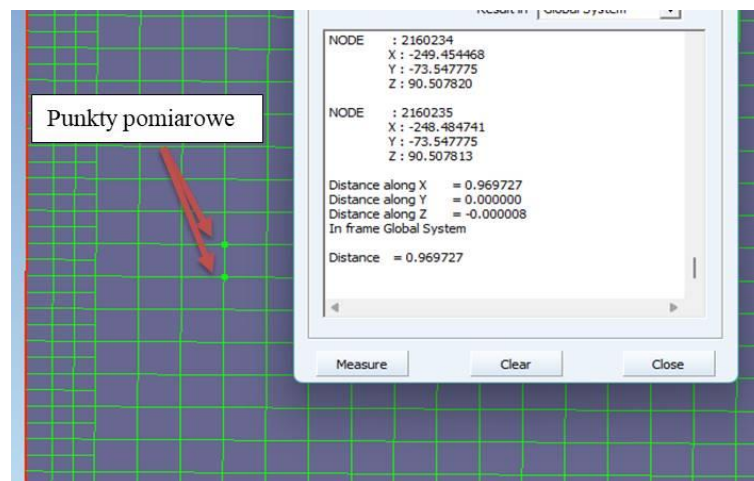 Result in Global System
NODE : 2160234
X : -249.454468
Y : -73.547775
Z : 90.507820
NODE : 2160235
X : -248.484741
Y : -73.547775
Z : 90.507813
Distance along X = 0.969727
Distance along Y = 0.000000
Distance along Z = -0.000008
In frame Global System
Distance = 0.969727
Measure Clear Close
Punkty pomiarowe